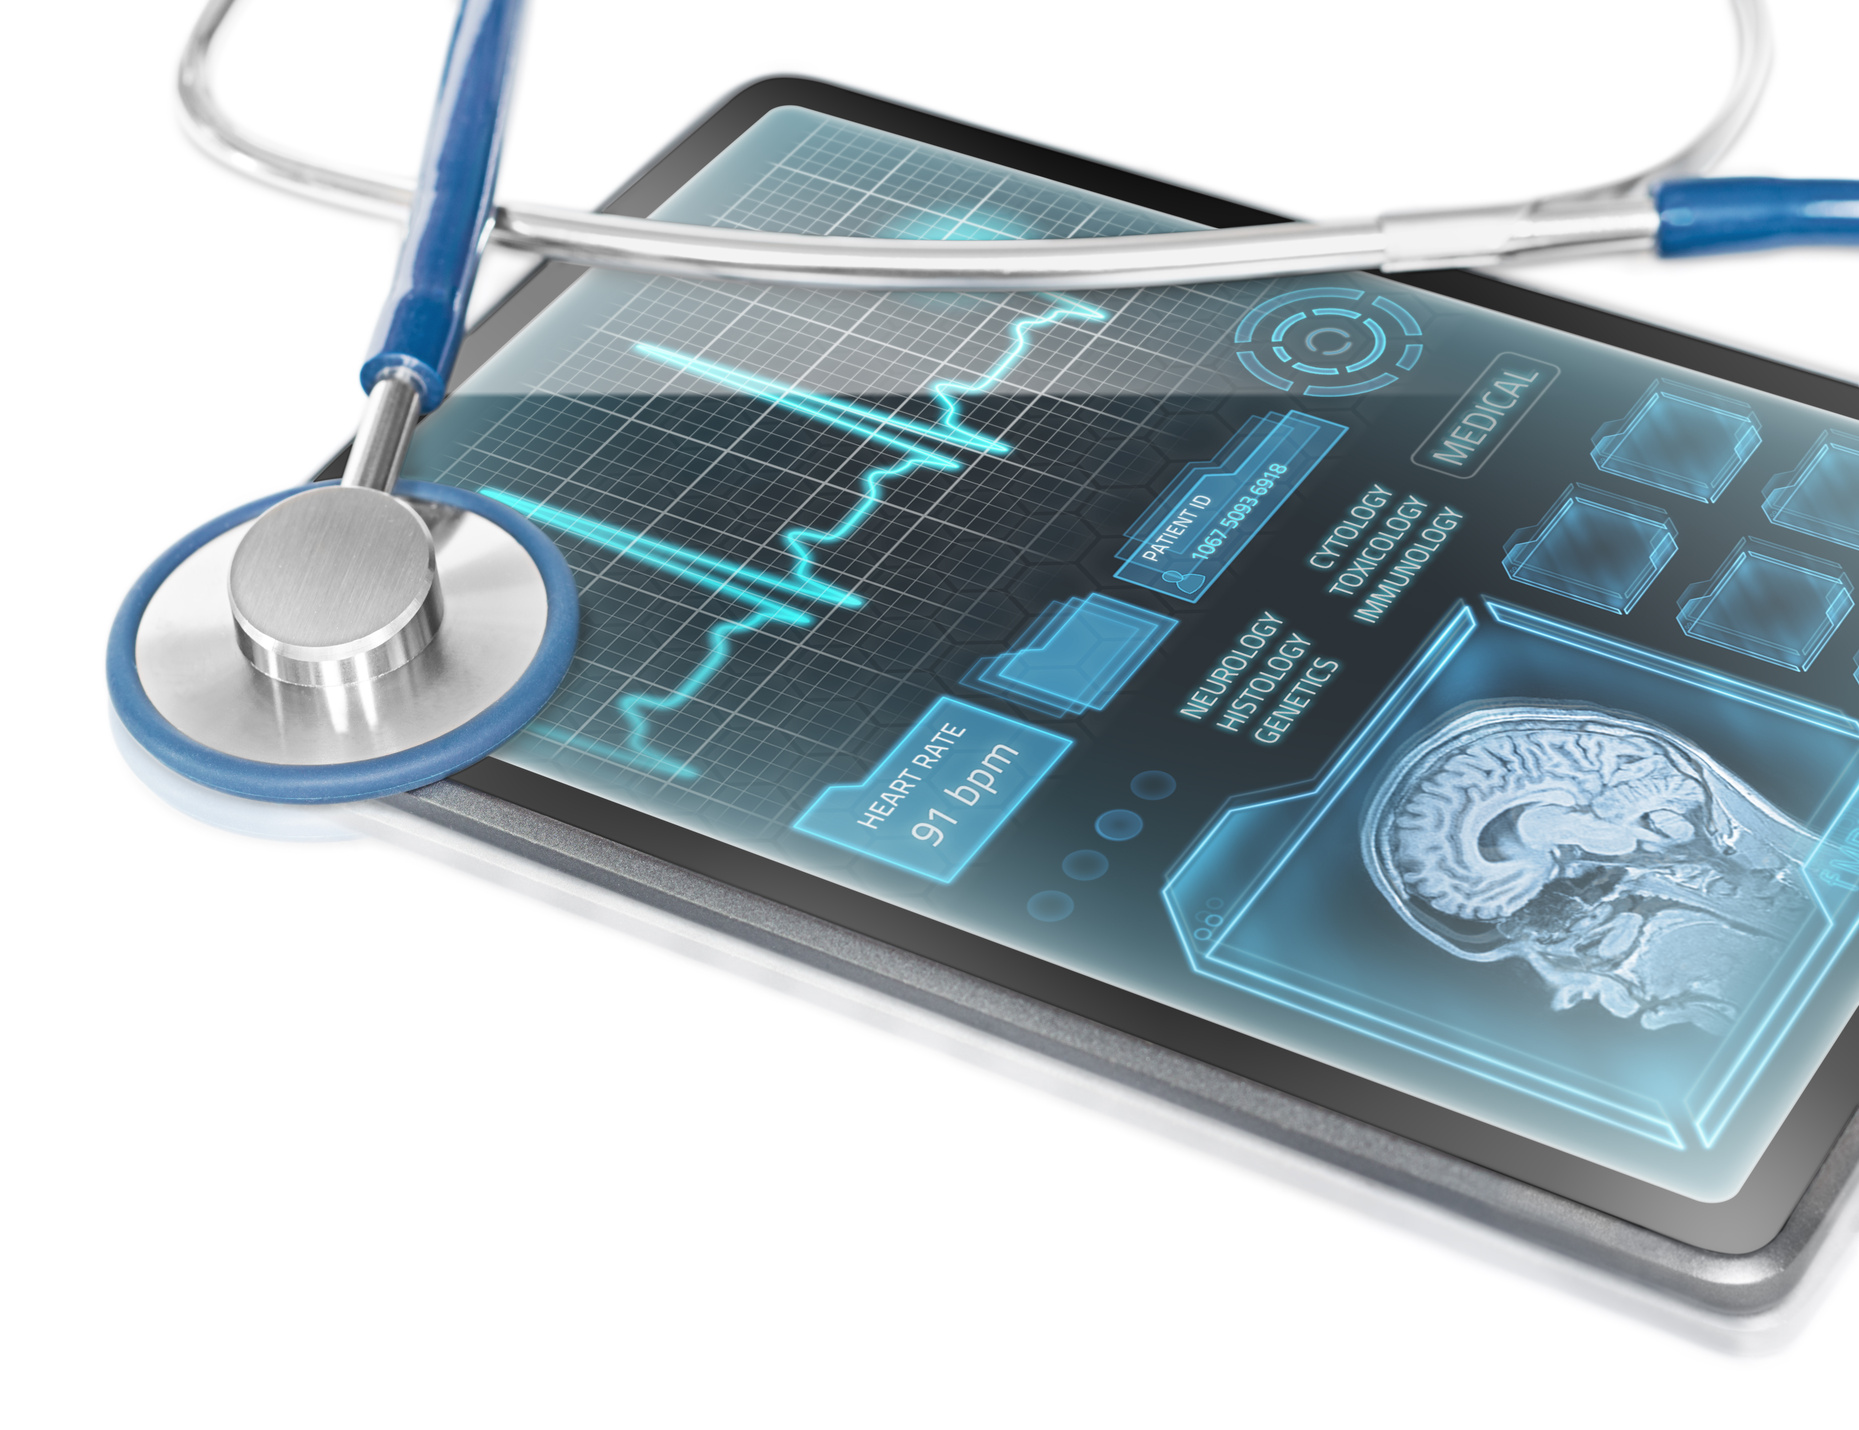 MEDICAL
PATIENT ID
1067 5093 6918
CYTOLOGY
TOXICOLOGY
IMMUNOLOGY
NEUROLOGY
HISTOLOGY
GENETICS
HEART RATE
91 bpm